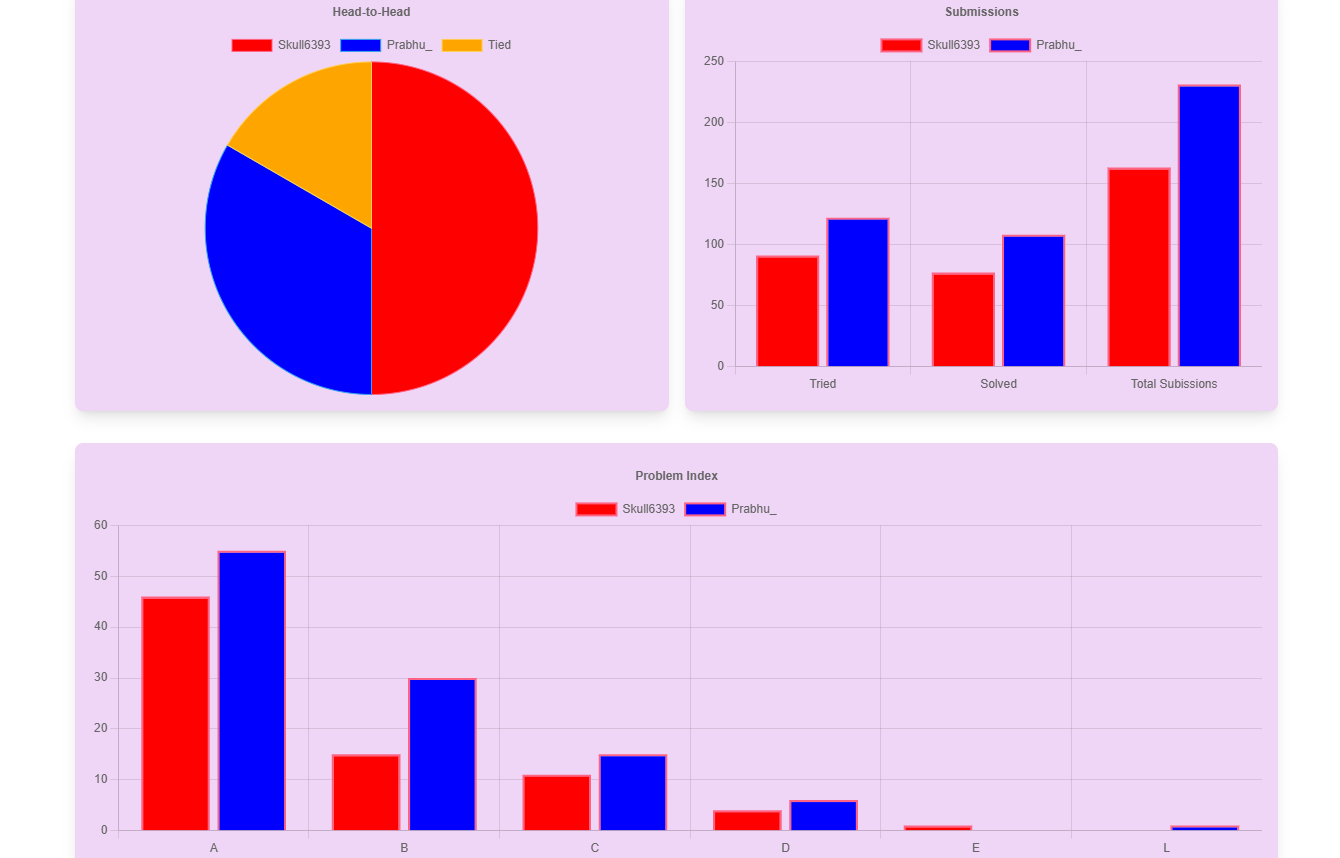 Head-to-Head
Skull6393 Prabhu_ Tied
Submissions
Skull6393 Prabhu_
250
200
150
100
50
0
Tried Solved Total Subissions
Problem Index
Skull6393 Prabhu_
60
50
40
30
20
10
0
A B C D E L